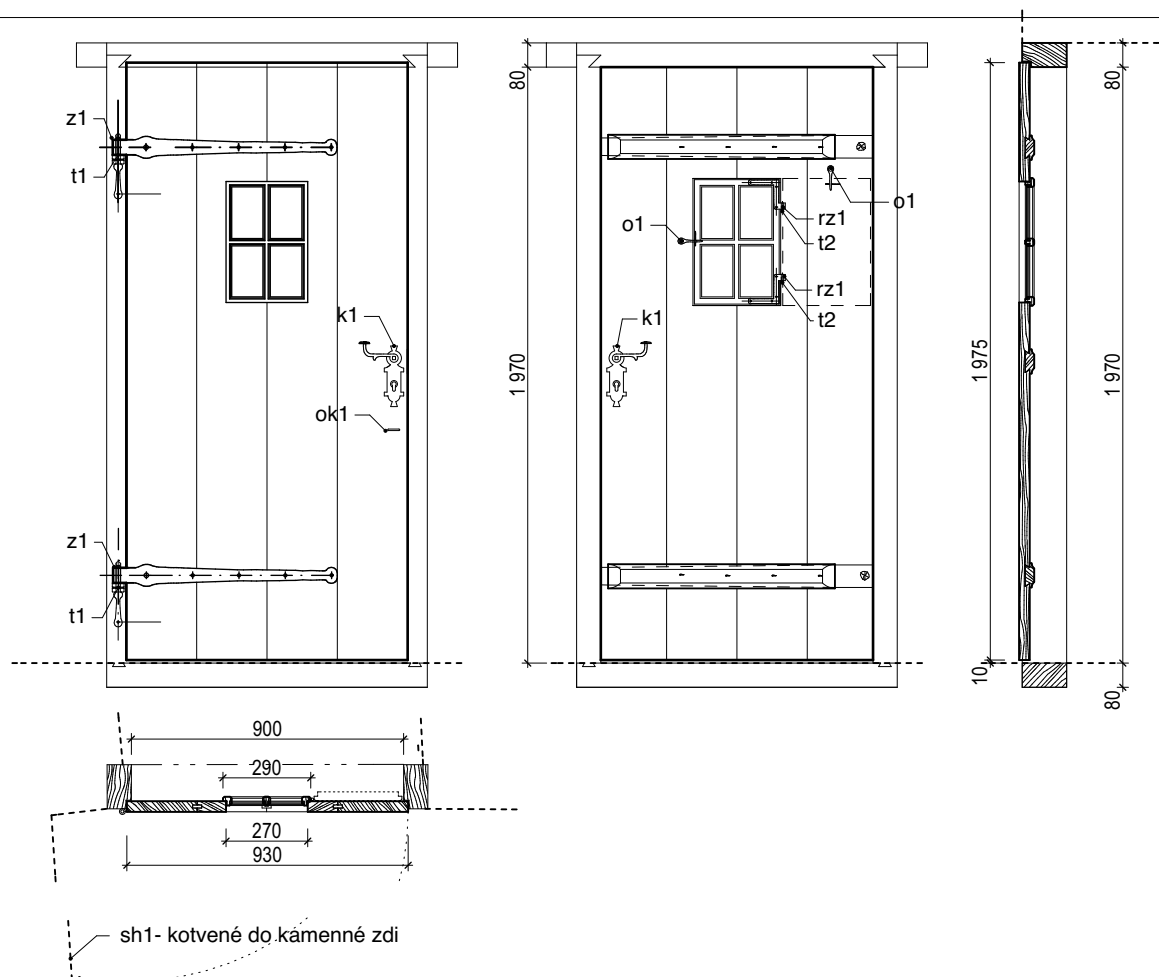 z1
t1
k1
ok1
z1
t1
80
1 970
o1
o1
rz1
t2
rz1
t2
k1
80
1 975
1 970
10
80
900
290
270
930
sh1- kotvené do kamenné zdi